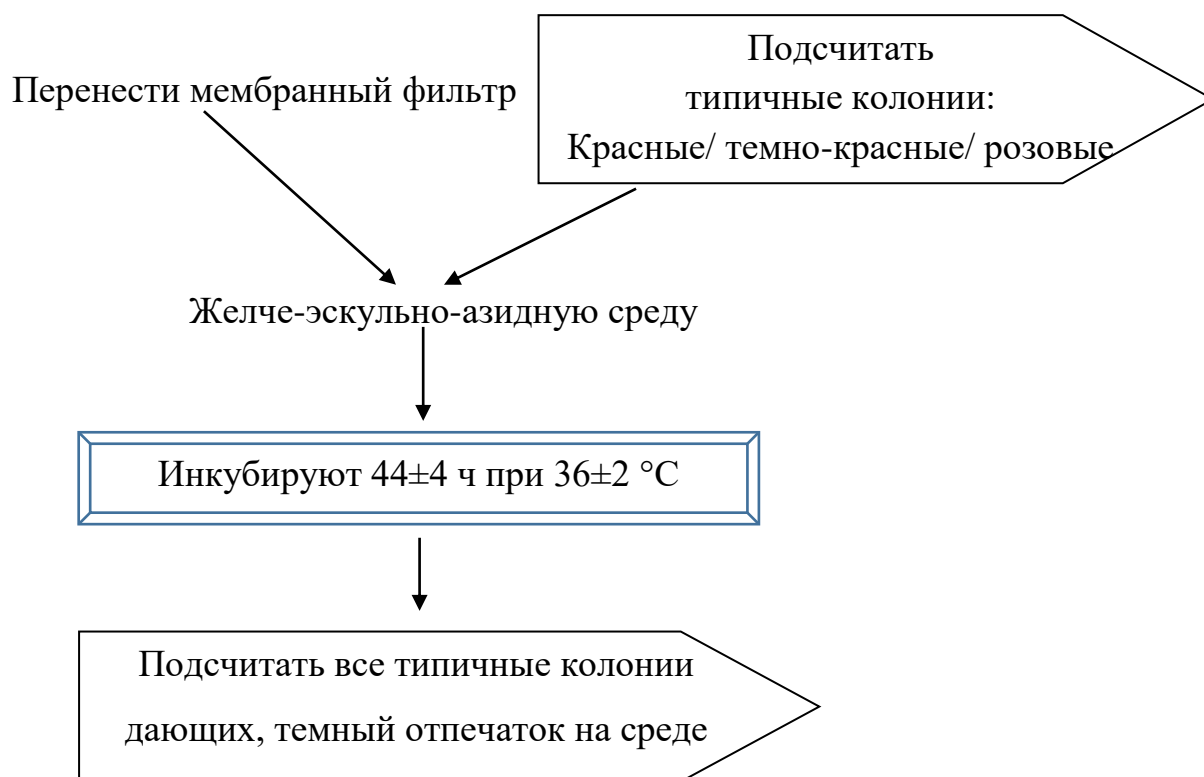 Перенести мембранный фильтр
Подсчитать
типичные колонии:
Красные/ темно-красные/ розовые
Желче-эскульно-азидную среду
Инкубируют 44±4 ч при 36±2 °С
Подсчитать все типичные колонии
дающих, темный отпечаток на среде